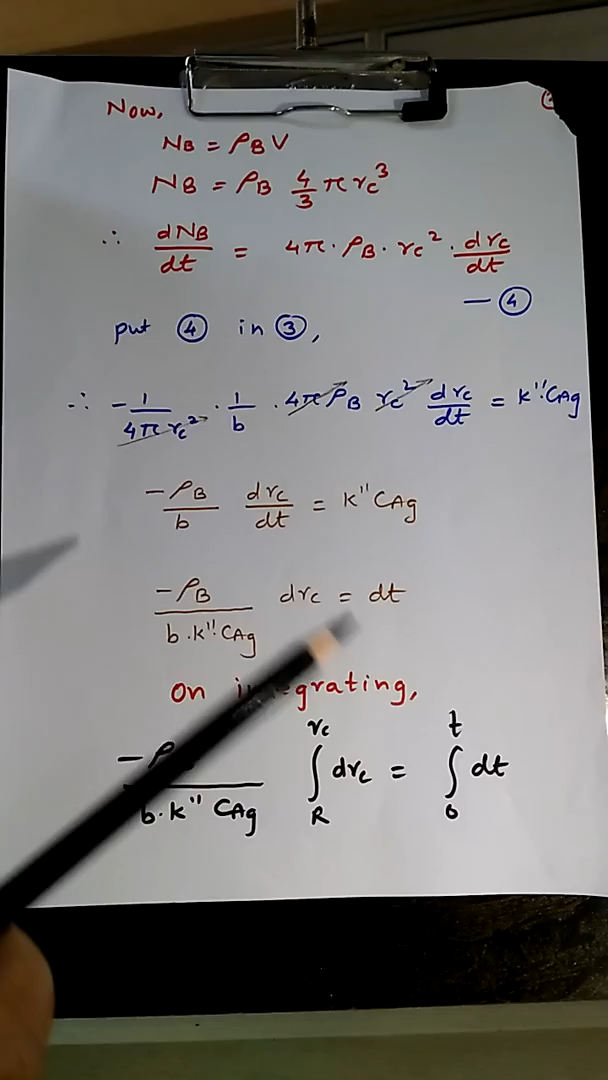 Now,
NB = ρB V
NB = ρB 4/3 π rc³
∴ dNB/dt = 4π · ρB · rc² · drc/dt
— ④
put ④ in ③,
∴ -1/4π rc² · 1/b · 4π ρB rc² drc/dt = k'' CAg
-ρB/b drc/dt = k'' CAg
-ρB/b · k'' CAg drc = dt
On integrating,
-ρ/b · k'' CAg ∫R^rc drc = ∫0^t dt